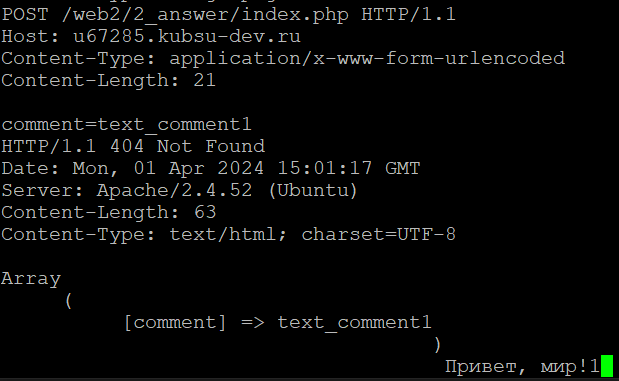 POST /web2/2_answer/index.php HTTP/1.1
Host: u67285.kubsu-dev.ru
Content-Type: application/x-www-form-urlencoded
Content-Length: 21

comment=text_comment1
HTTP/1.1 404 Not Found
Date: Mon, 01 Apr 2024 15:01:17 GMT
Server: Apache/2.4.52 (Ubuntu)
Content-Length: 63
Content-Type: text/html; charset=UTF-8

Array
(
[comment] => text_comment1
)
Привет, мир!1